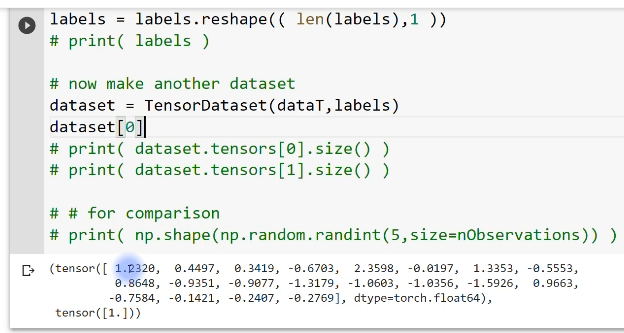 labels = labels.reshape(( len(labels),1 ))
# print( labels )
# now make another dataset
dataset = TensorDataset(dataT,labels)
dataset[0]
# print( dataset.tensors[0].size() )
# print( dataset.tensors[1].size() )
# # for comparison
# print( np.shape(np.random.randint(5,size=nObservations)) )
(tensor([ 1.2320, 0.4497, 0.3419, -0.6703, 2.3598, -0.0197, 1.3353, -0.5553,
0.8648, -0.9351, -0.9077, -1.3179, -1.0603, -1.0356, -1.5926, 0.9663,
-0.7584, -0.1421, -0.2407, -0.2769], dtype=torch.float64),
tensor([1.]))